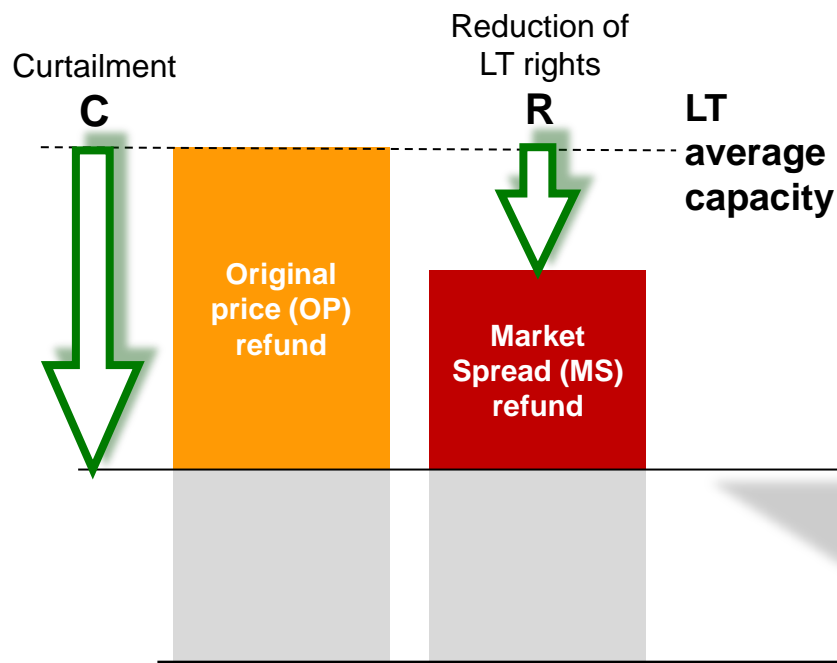 Curtailment
C
Reduction of
LT rights
R
LT
average
capacity
Original
price (OP)
refund
Market
Spread (MS)
refund